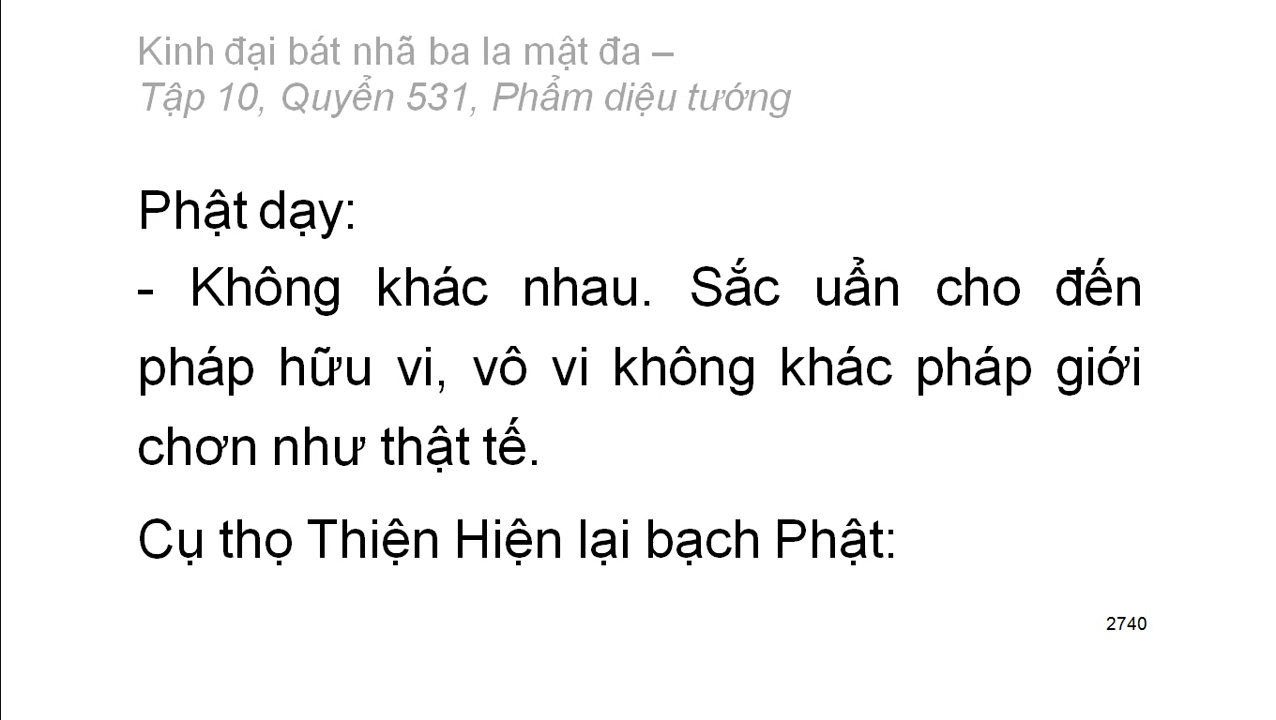 Kinh đại bát nhã ba la mật đa –
Tập 10, Quyển 531, Phẩm diệu tướng
Phật dạy:
- Không khác nhau. Sắc uẩn cho đến
pháp hữu vi, vô vi không khác pháp giới
chơn như thật tế.
Cụ thọ Thiện Hiện lại bạch Phật:
2740